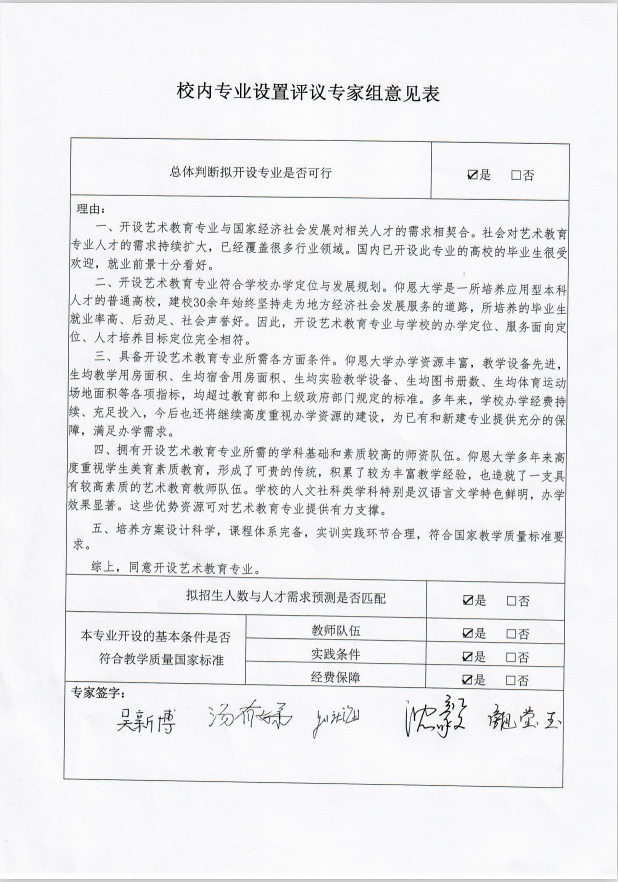 校内专业设置评议专家组意见表
总体判断拟开设专业是否可行 ☑是 □否
理由：
一、开设艺术教育专业与国家经济社会发展对相关人才的需求相契合。社会对艺术教育
专业人才的需求持续扩大，已经覆盖很多行业领域。国内已开设此专业的高校的毕业生很受
欢迎，就业前景十分看好。
二、开设艺术教育专业符合学校办学定位与发展规划。仰恩大学是一所培养应用型本科
人才的普通高校，建校30余年始终坚持走为地方经济社会发展服务的道路，所培养的毕业生
就业率高、后劲足、社会声誉好。因此，开设艺术教育专业与学校的办学定位、服务面向定
位、人才培养目标定位完全相符。
三、具备开设艺术教育专业所需各方面条件。仰恩大学办学资源丰富，教学设备先进，
生均教学用房面积、生均宿舍用房面积、生均实验教学设备、生均图书册数、生均体育运动
场地面积等各项指标，均超过教育部和上级政府部门规定的标准。多年来，学校办学经费持
续、充足投入，今后也还将继续高度重视办学资源的建设，为已有和新建专业提供充分的保
障，满足办学需求。
四、拥有开设艺术教育专业所需的学科基础和素质较高的师资队伍。仰恩大学多年来高
度重视学生美育素质教育，形成了可贵的传统，积累了较为丰富教学经验，也造就了一支具
有较高素质的艺术教育教师队伍。学校的人文社科类学科特别是汉语言文学特色鲜明，办学
效果显著。这些优势资源可对艺术教育专业提供有力支撑。
五、培养方案设计科学，课程体系完备，实训实践环节合理，符合国家教学质量标准要
求。
综上，同意开设艺术教育专业。
拟招生人数与人才需求预测是否匹配 ☑是 □否
本专业开设的基本条件是否
符合教学质量国家标准
教师队伍 ☑是 □否
实践条件 ☑是 □否
经费保障 ☑是 □否
专家签字：
吴新博 沈毅